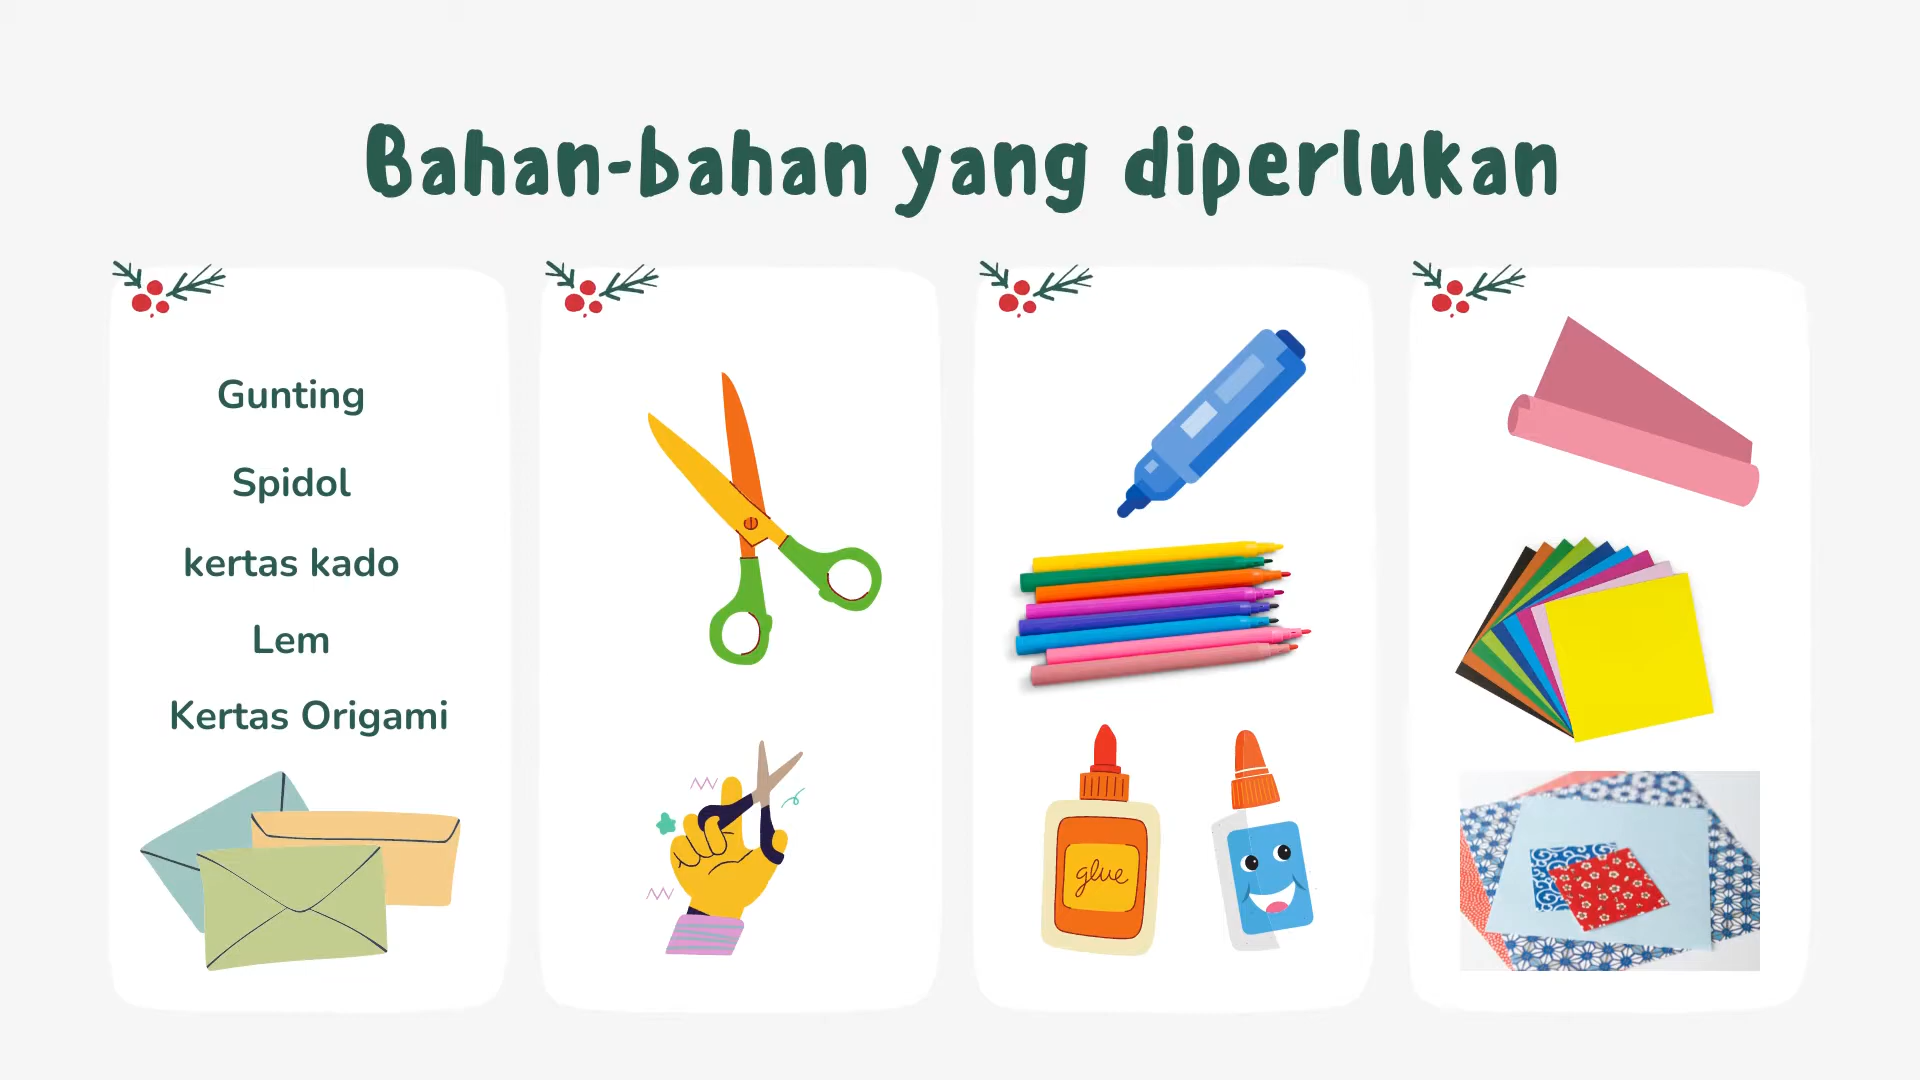 Bahan-bahan yang diperlukan
Gunting
Spidol
kertas kado
Lem
Kertas Origami
glue